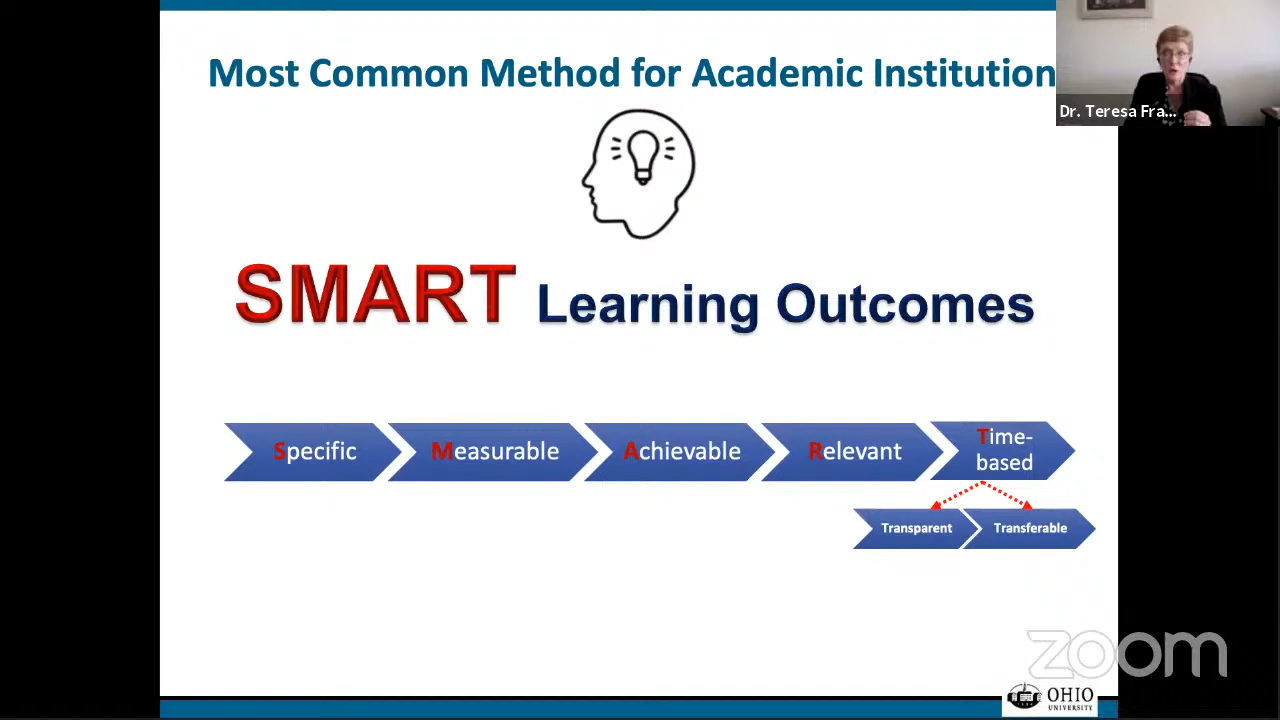 Most Common Method for Academic Institution
Dr. Teresa Fra...
SMART Learning Outcomes
Specific
Measurable
Achievable
Relevant
Time-
based
Transparent
Transferable
zoom
OHIO
UNIVERSITY